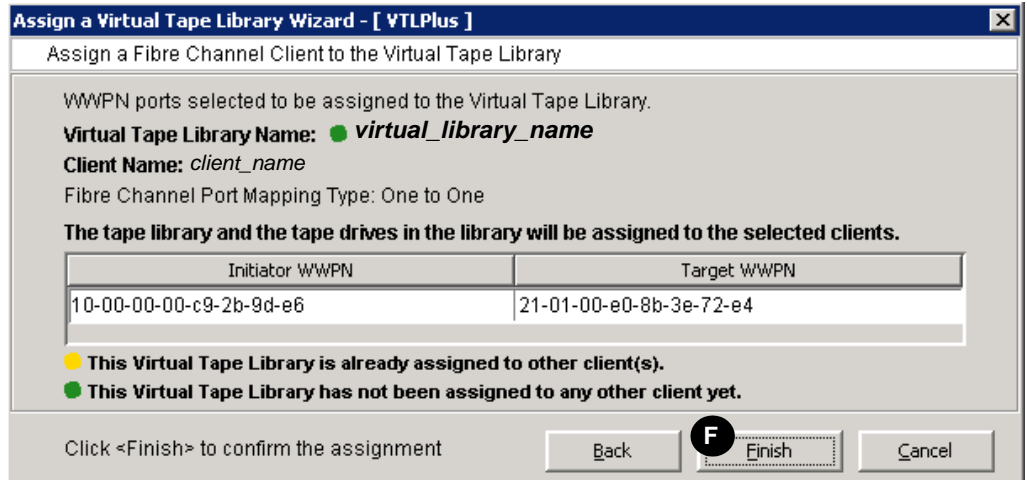 Assign a Virtual Tape Library Wizard - [ VTLPlus ]
Assign a Fibre Channel Client to the Virtual Tape Library
WWPN ports selected to be assigned to the Virtual Tape Library.
Virtual Tape Library Name: virtual_library_name
Client Name: client_name
Fibre Channel Port Mapping Type: One to One
The tape library and the tape drives in the library will be assigned to the selected clients.
Initiator WWPN Target WWPN
10-00-00-00-c9-2b-9d-e6 21-01-00-e0-8b-3e-72-e4
This Virtual Tape Library is already assigned to other client(s).
This Virtual Tape Library has not been assigned to any other client yet.
Click <Finish> to confirm the assignment Back F Finish Cancel